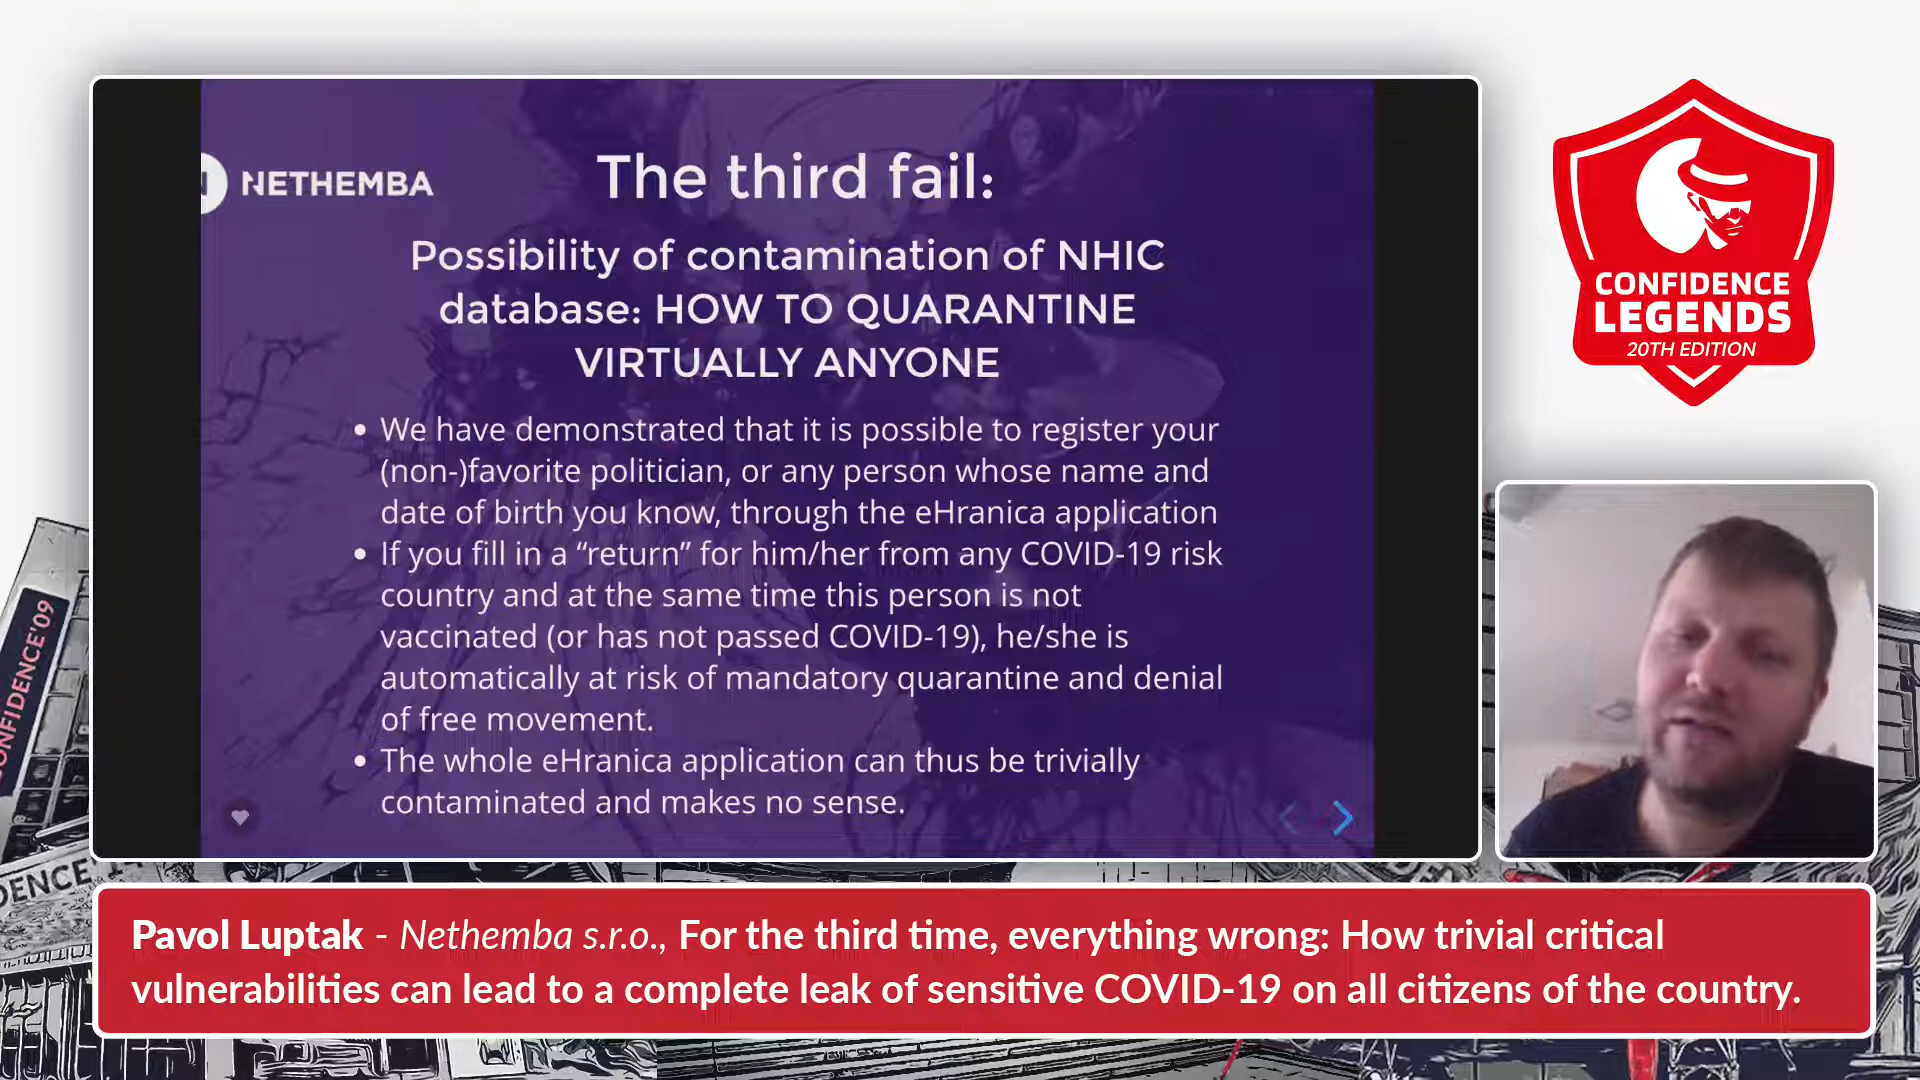 NETHEMBA
The third fail:
Possibility of contamination of NHIC
database: HOW TO QUARANTINE
VIRTUALLY ANYONE
• We have demonstrated that it is possible to register your
(non-)favorite politician, or any person whose name and
date of birth you know, through the eHranica application
• If you fill in a “return” for him/her from any COVID-19 risk
country and at the same time this person is not
vaccinated (or has not passed COVID-19), he/she is
automatically at risk of mandatory quarantine and denial
of free movement.
• The whole eHranica application can thus be trivially
contaminated and makes no sense.
CONFIDENCE
LEGENDS
20TH EDITION
CONFIDENCE'09
DENCE
Pavol Luptak - Nethemba s.r.o., For the third time, everything wrong: How trivial critical
vulnerabilities can lead to a complete leak of sensitive COVID-19 on all citizens of the country.